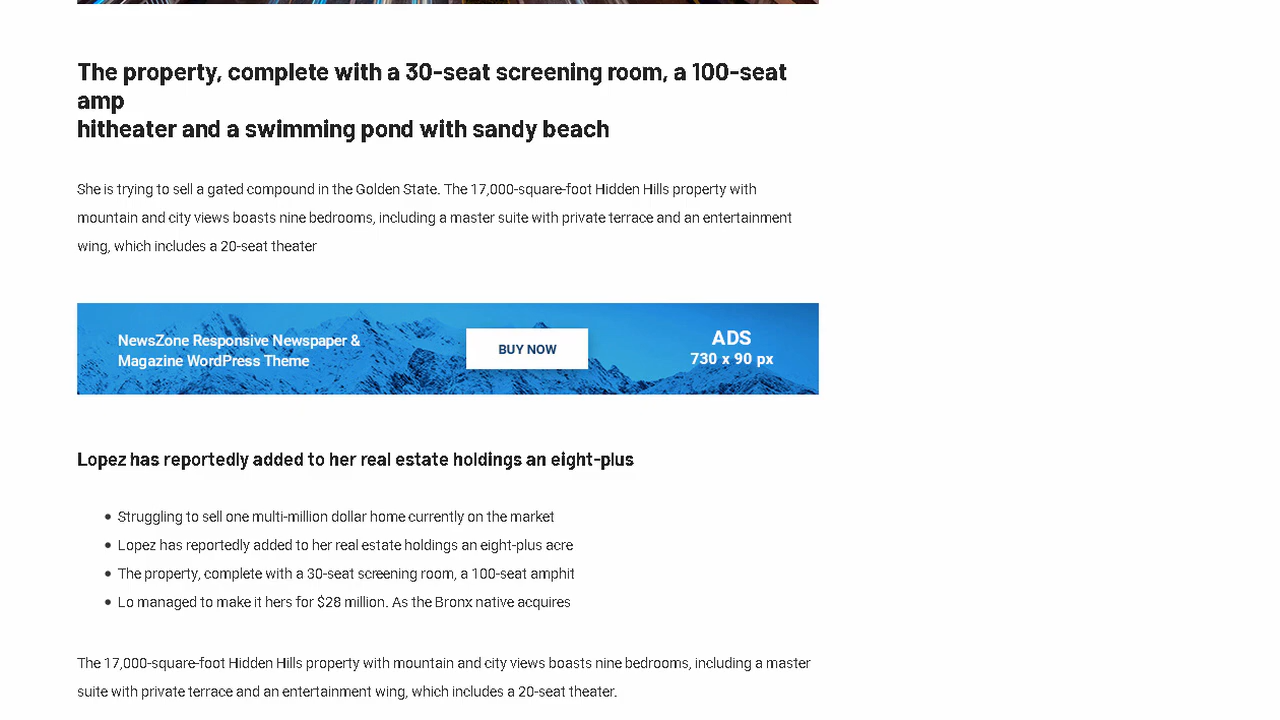 The property, complete with a 30-seat screening room, a 100-seat
amp
hitheater and a swimming pond with sandy beach
She is trying to sell a gated compound in the Golden State. The 17,000-square-foot Hidden Hills property with
mountain and city views boasts nine bedrooms, including a master suite with private terrace and an entertainment
wing, which includes a 20-seat theater
NewsZone Responsive Newspaper &
Magazine WordPress Theme
BUY NOW
ADS
730 x 90 px
Lopez has reportedly added to her real estate holdings an eight-plus
• Struggling to sell one multi-million dollar home currently on the market
• Lopez has reportedly added to her real estate holdings an eight-plus acre
• The property, complete with a 30-seat screening room, a 100-seat amphit
• Lo managed to make it hers for $28 million. As the Bronx native acquires
The 17,000-square-foot Hidden Hills property with mountain and city views boasts nine bedrooms, including a master
suite with private terrace and an entertainment wing, which includes a 20-seat theater.